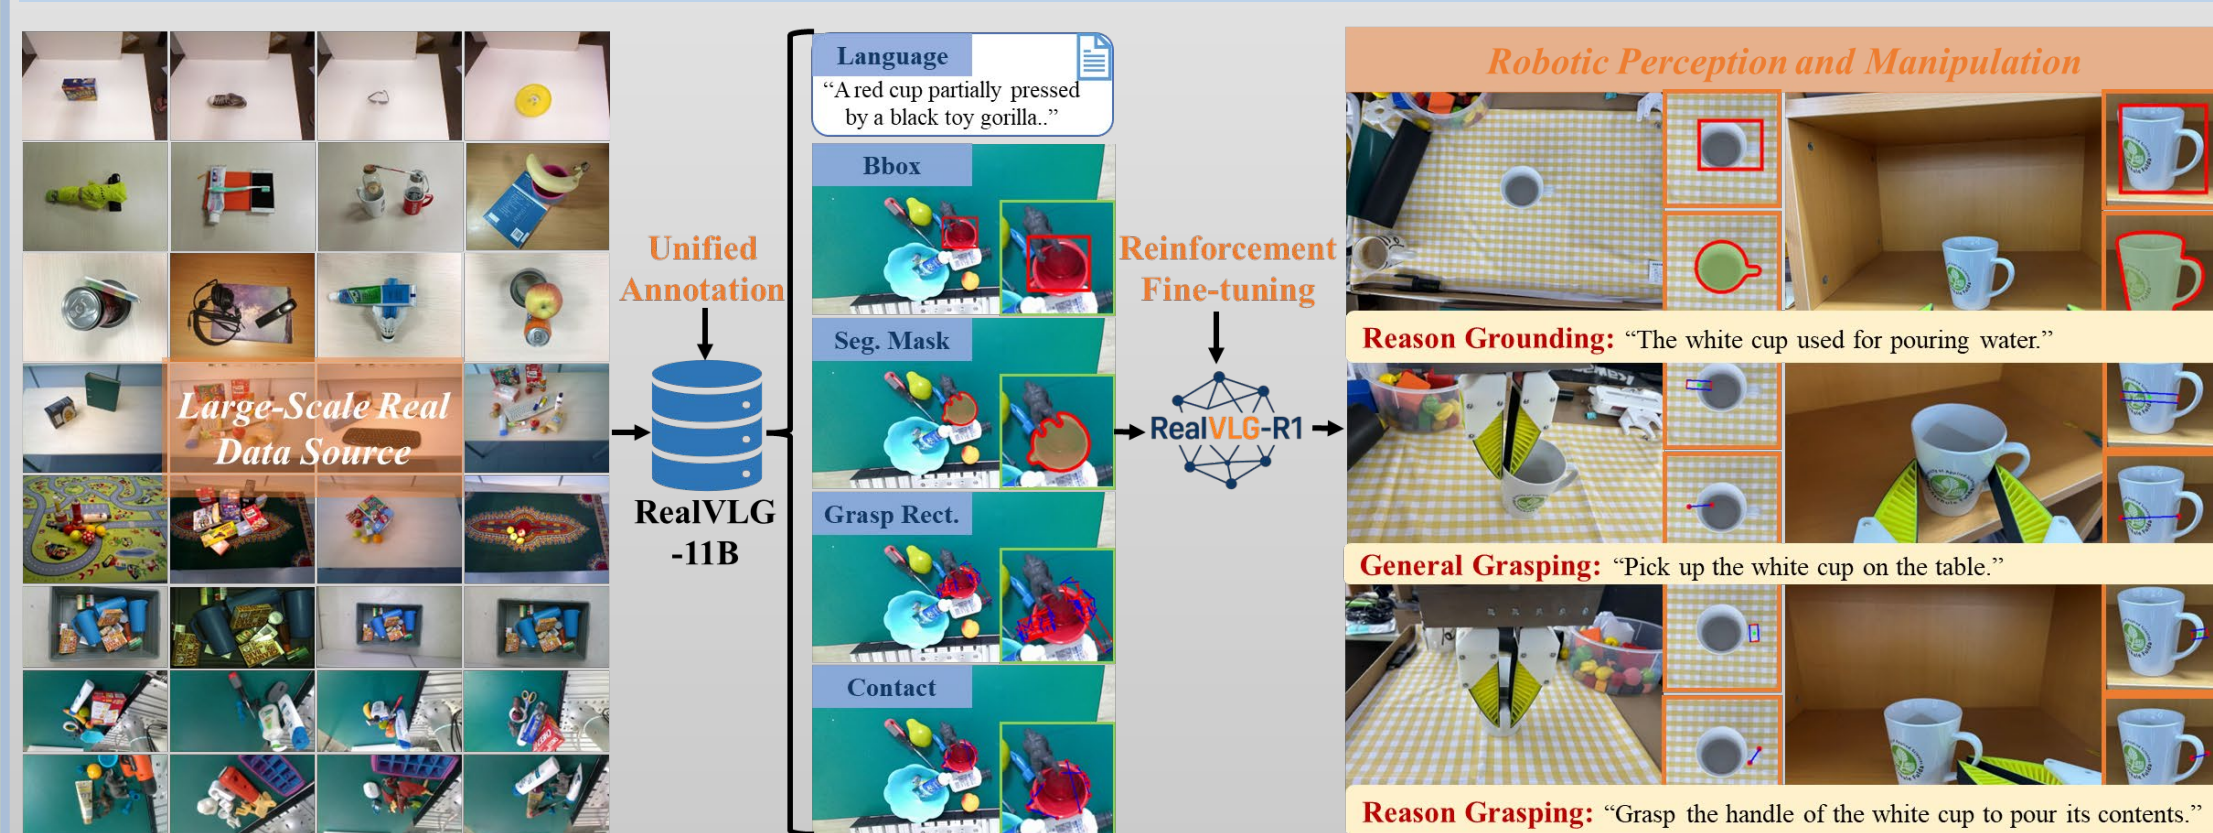 Large-Scale Real
Data Source
Unified
Annotation
RealVLG
-11B
Language
“A red cup partially pressed
by a black toy gorilla..”
Bbox
Seg. Mask
Grasp Rect.
Contact
Reinforcement
Fine-tuning
RealVLG-R1
Robotic Perception and Manipulation
Reason Grounding: “The white cup used for pouring water.”
General Grasping: “Pick up the white cup on the table.”
Reason Grasping: “Grasp the handle of the white cup to pour its contents.”